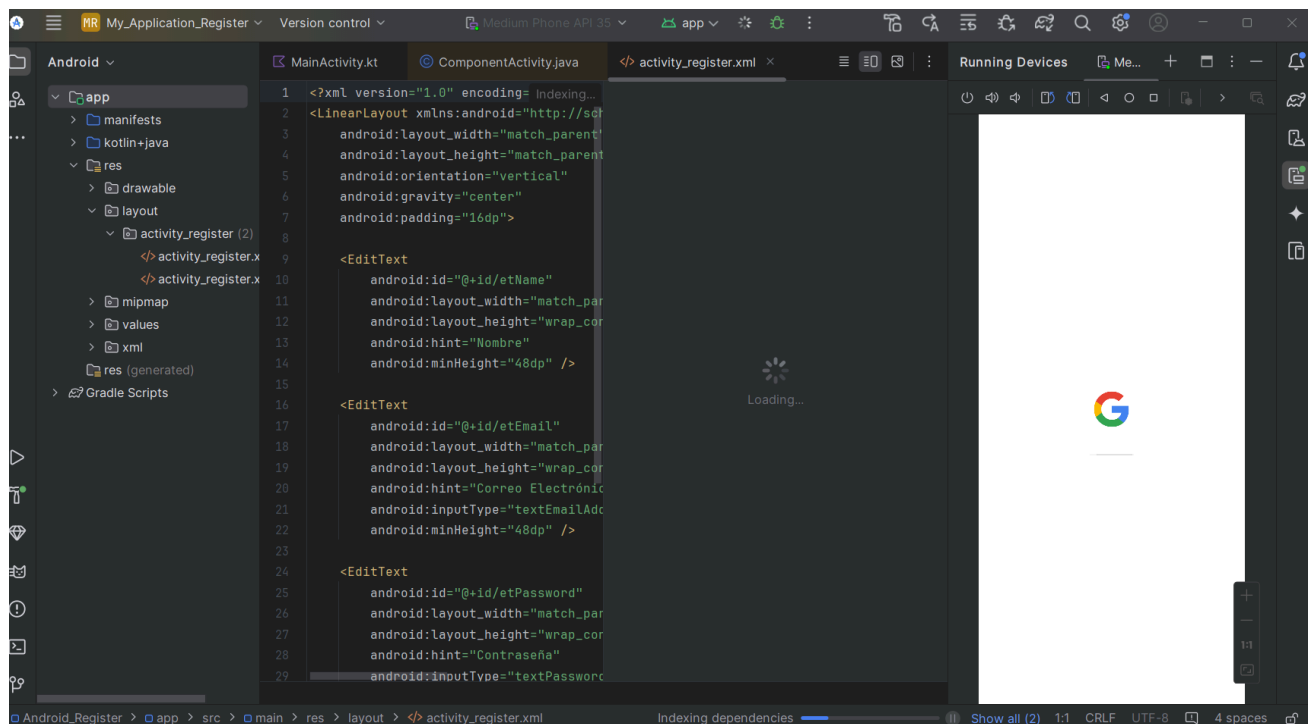 MR My_Application_Register Version control Medium Phone API 35 app
Android
app
manifests
kotlin+java
res
drawable
layout
activity_register (2)
activity_register.x
activity_register.x
mipmap
values
xml
res (generated)
Gradle Scripts
MainActivity.kt ComponentActivity.java activity_register.xml
1 <?xml version="1.0" encoding= Indexing...
2 <LinearLayout xmlns:android="http://sch
3 android:layout_width="match_parent"
4 android:layout_height="match_parent
5 android:orientation="vertical"
6 android:gravity="center"
7 android:padding="16dp">
8
9 <EditText
10 android:id="@+id/etName"
11 android:layout_width="match_par
12 android:layout_height="wrap_con
13 android:hint="Nombre"
14 android:minHeight="48dp" />
15
16 <EditText
17 android:id="@+id/etEmail"
18 android:layout_width="match_par
19 android:layout_height="wrap_con
20 android:hint="Correo Electrónic
21 android:inputType="textEmailAdd
22 android:minHeight="48dp" />
23
24 <EditText
25 android:id="@+id/etPassword"
26 android:layout_width="match_par
27 android:layout_height="wrap_con
28 android:hint="Contraseña"
29 android:inputType="textPassword
Loading...
Running Devices Me...
G
1:1
Android_Register > app > src > main > res > layout > activity_register.xml Indexing dependencies Show all (2) 1:1 CRLF UTF-8 4 spaces